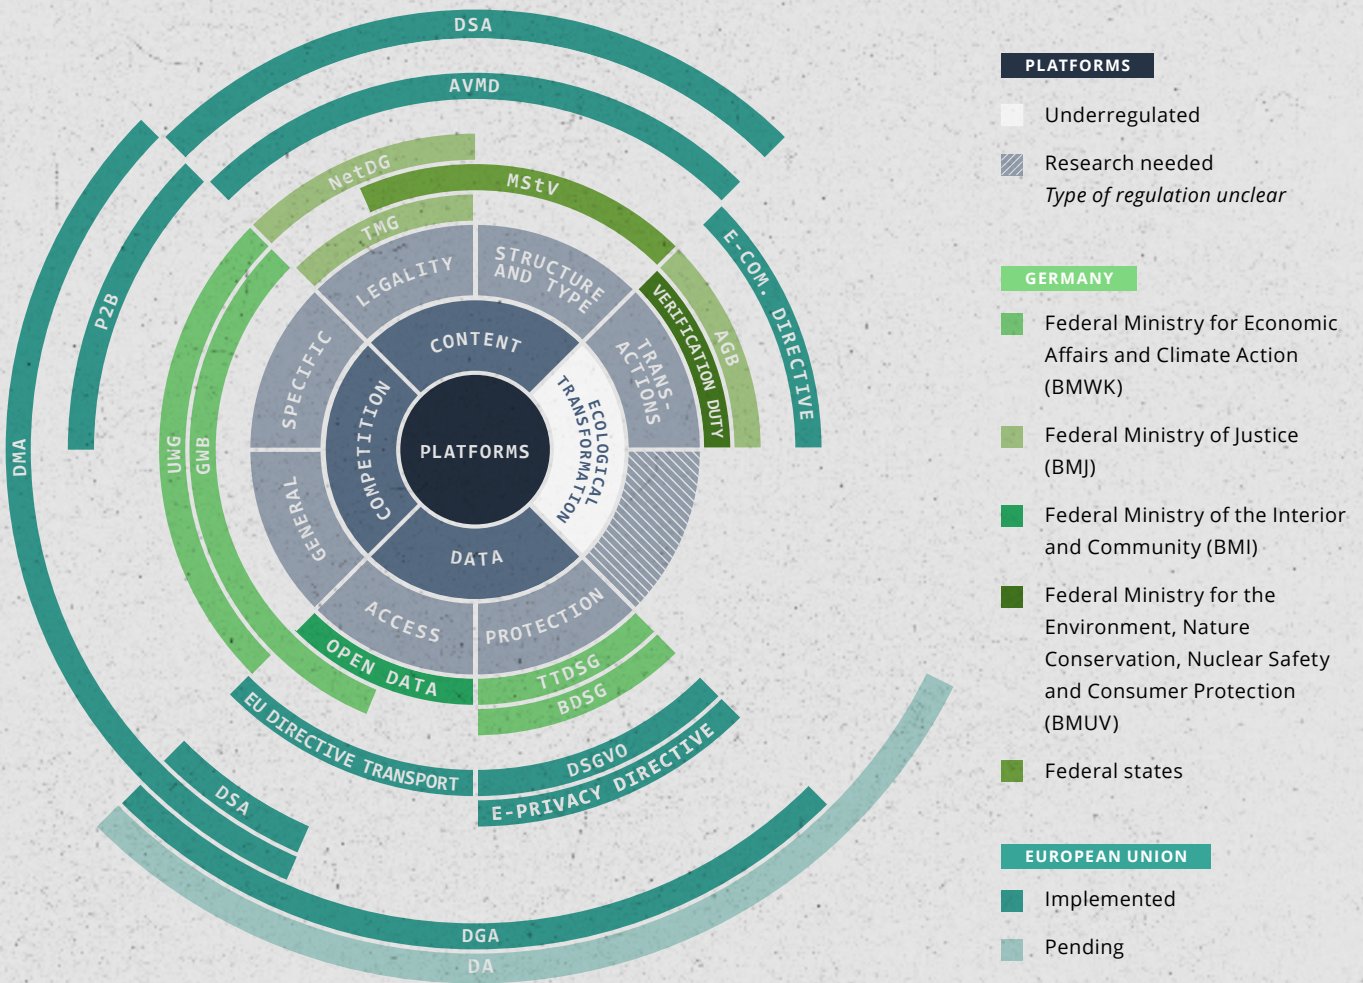 DSA
AVMD
NetDG
MStV
TMG
E-COM. DIRECTIVE
P2B
DMA
UWG
GWB
AGB
VERIFICATION DUTY
LEGALITY
STRUCTURE
AND TYPE
TRANS-
ACTIONS
SPECIFIC
GENERAL
CONTENT
COMPETITION
PLATFORMS
ECOLOGICAL
TRANSFORMATION
DATA
ACCESS
PROTECTION
OPEN DATA
TTDSG
BDSG
EU DIRECTIVE TRANSPORT
DSGVO
E-PRIVACY DIRECTIVE
DSA
DGA
DA
PLATFORMS
Underregulated
Research needed
Type of regulation unclear
GERMANY
Federal Ministry for Economic
Affairs and Climate Action
(BMWK)
Federal Ministry of Justice
(BMJ)
Federal Ministry of the Interior
and Community (BMI)
Federal Ministry for the
Environment, Nature
Conservation, Nuclear Safety
and Consumer Protection
(BMUV)
Federal states
EUROPEAN UNION
Implemented
Pending